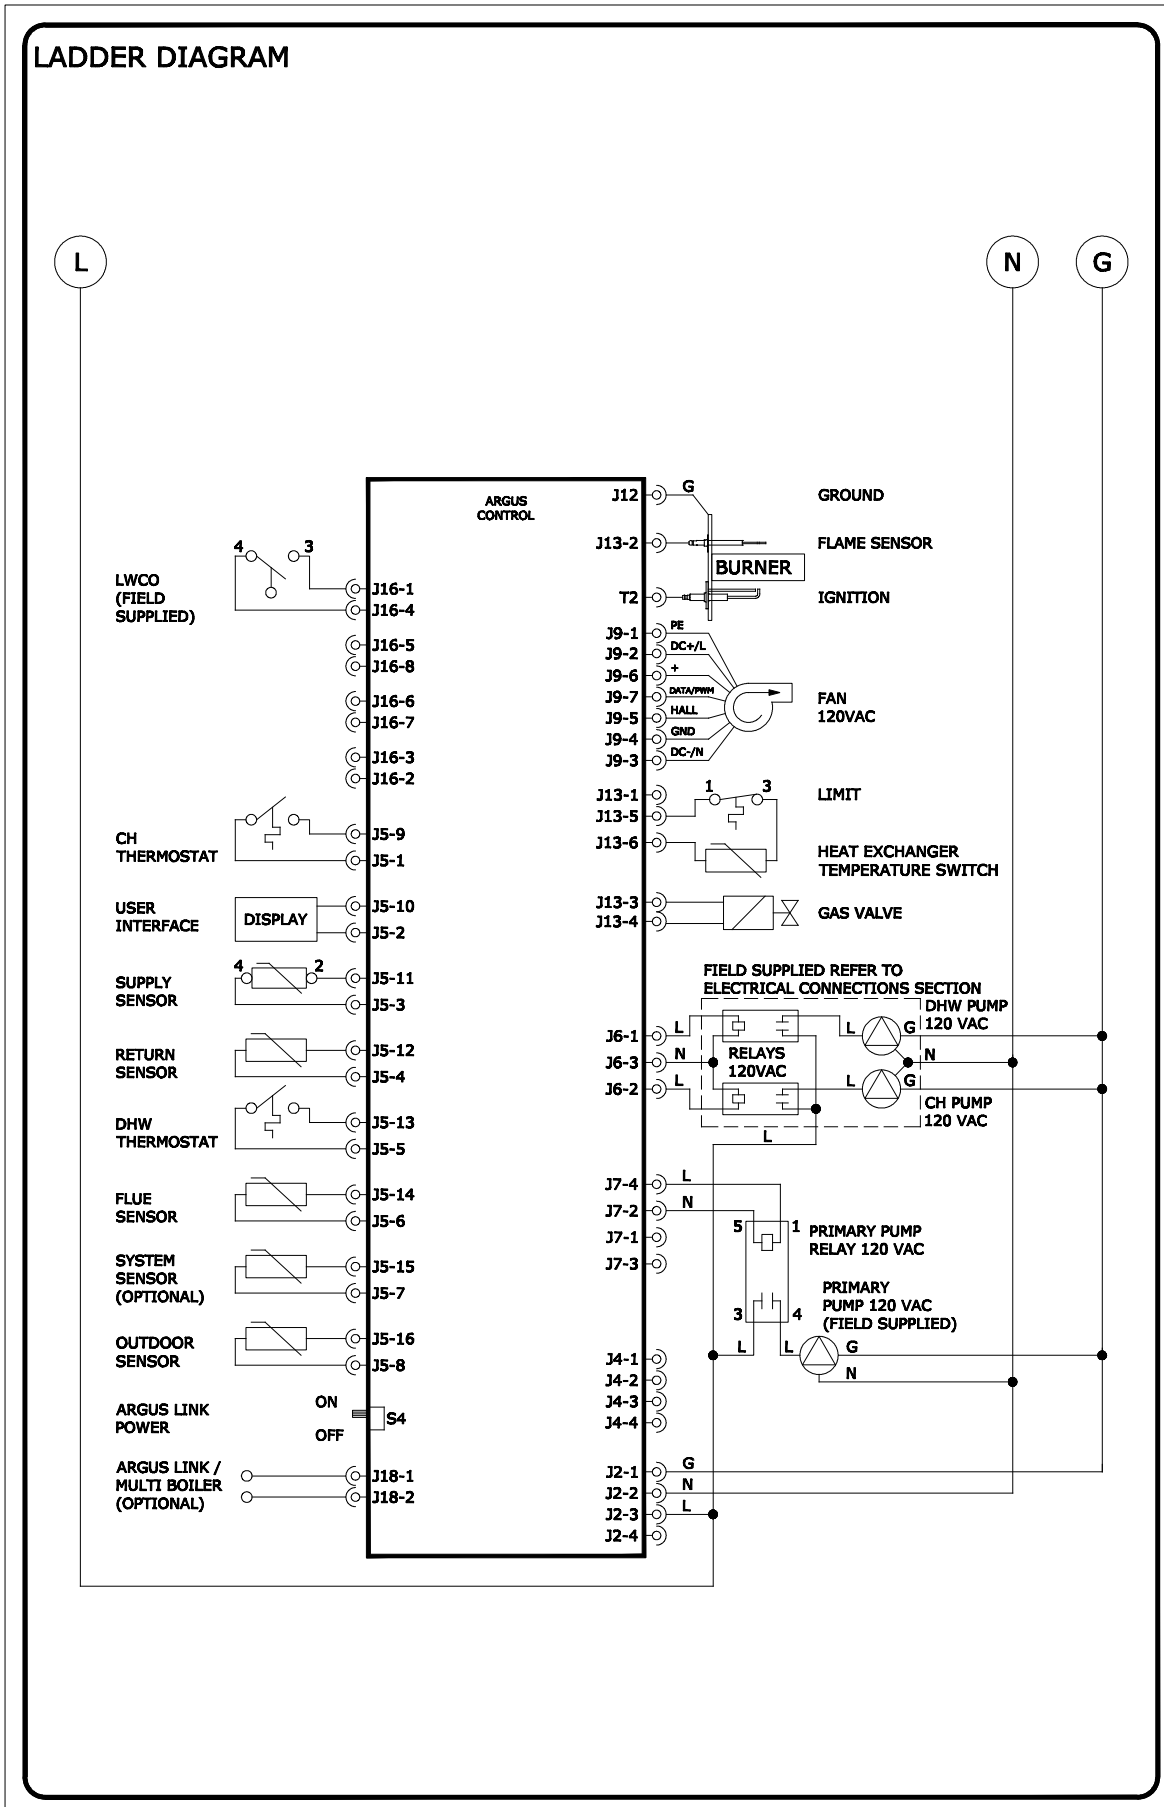 LADDER DIAGRAM
L
N
G
ARGUS
CONTROL
LWCO
(FIELD
SUPPLIED)
4
3
J16-1
J16-4
J16-5
J16-8
J16-6
J16-7
J16-3
J16-2
CH
THERMOSTAT
J5-9
J5-1
USER
INTERFACE
DISPLAY
J5-10
J5-2
SUPPLY
SENSOR
4
2
J5-11
J5-3
RETURN
SENSOR
J5-12
J5-4
DHW
THERMOSTAT
J5-13
J5-5
FLUE
SENSOR
J5-14
J5-6
SYSTEM
SENSOR
(OPTIONAL)
J5-15
J5-7
OUTDOOR
SENSOR
J5-16
J5-8
ARGUS LINK
POWER
ON
OFF
S4
ARGUS LINK /
MULTI BOILER
(OPTIONAL)
J18-1
J18-2
J12
G
GROUND
J13-2
FLAME SENSOR
BURNER
T2
IGNITION
J9-1
PE
J9-2
DC+/L
J9-6
+
J9-7
DATA/PWM
J9-5
HALL
J9-4
GND
J9-3
DC-/N
FAN
120VAC
J13-1
J13-5
J13-6
1
3
LIMIT
HEAT EXCHANGER
TEMPERATURE SWITCH
J13-3
J13-4
GAS VALVE
FIELD SUPPLIED REFER TO
ELECTRICAL CONNECTIONS SECTION
DHW PUMP
120 VAC
J6-1
L
L
G
J6-3
N
RELAYS
120VAC
N
J6-2
L
L
G
CH PUMP
120 VAC
L
J7-4
L
J7-2
N
J7-1
J7-3
5
1
PRIMARY PUMP
RELAY 120 VAC
3
4
PRIMARY
PUMP 120 VAC
(FIELD SUPPLIED)
L
L
G
N
J4-1
J4-2
J4-3
J4-4
J2-1
G
J2-2
N
J2-3
L
J2-4